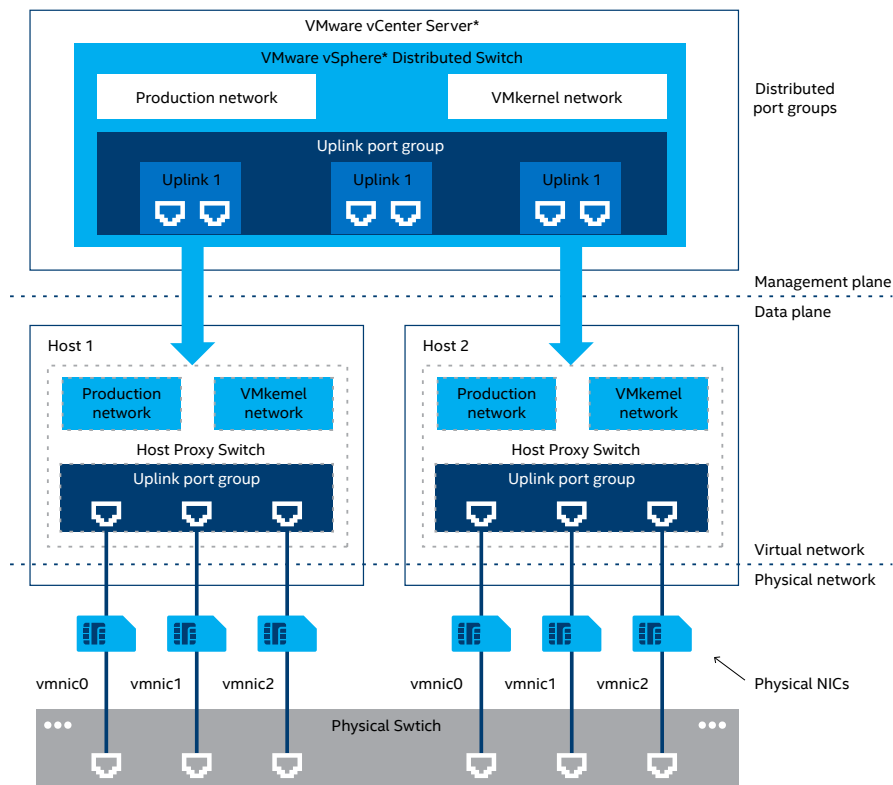 VMware vCenter Server*
VMware vSphere* Distributed Switch
Production network
VMkernel network
Distributed
port groups
Uplink port group
Uplink 1
Uplink 1
Uplink 1
Management plane
Data plane
Host 1
Production
network
VMkemel
network
Host Proxy Switch
Uplink port group
Host 2
Production
network
VMkemel
network
Host Proxy Switch
Uplink port group
Virtual network
Physical network
vmnic0
vmnic1
vmnic2
vmnic0
vmnic1
vmnic2
Physical NICs
Physical Swtich